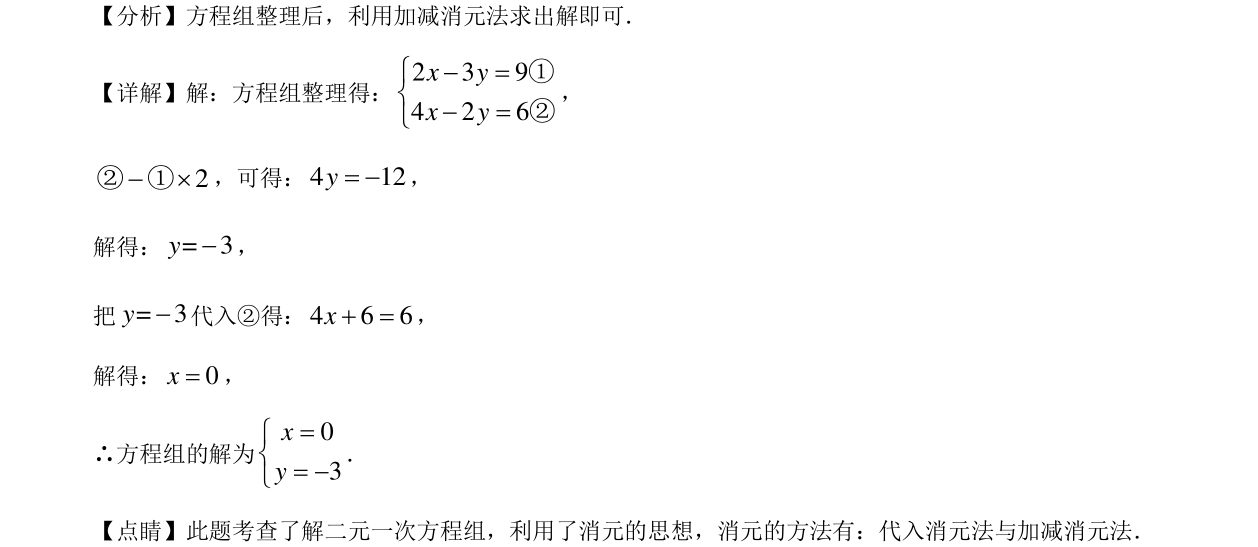 【分析】方程组整理后，利用加减消元法求出解即可．
【详解】解：方程组整理得：{2x－3y＝9①
4x－2y＝6②，
②－①×2，可得：4y＝－12，
解得：y=－3，
把y=－3代入②得：4x＋6＝6，
解得：x＝0，
∴方程组的解为{x＝0
y＝－3．
【点睛】此题考查了解二元一次方程组，利用了消元的思想，消元的方法有：代入消元法与加减消元法．